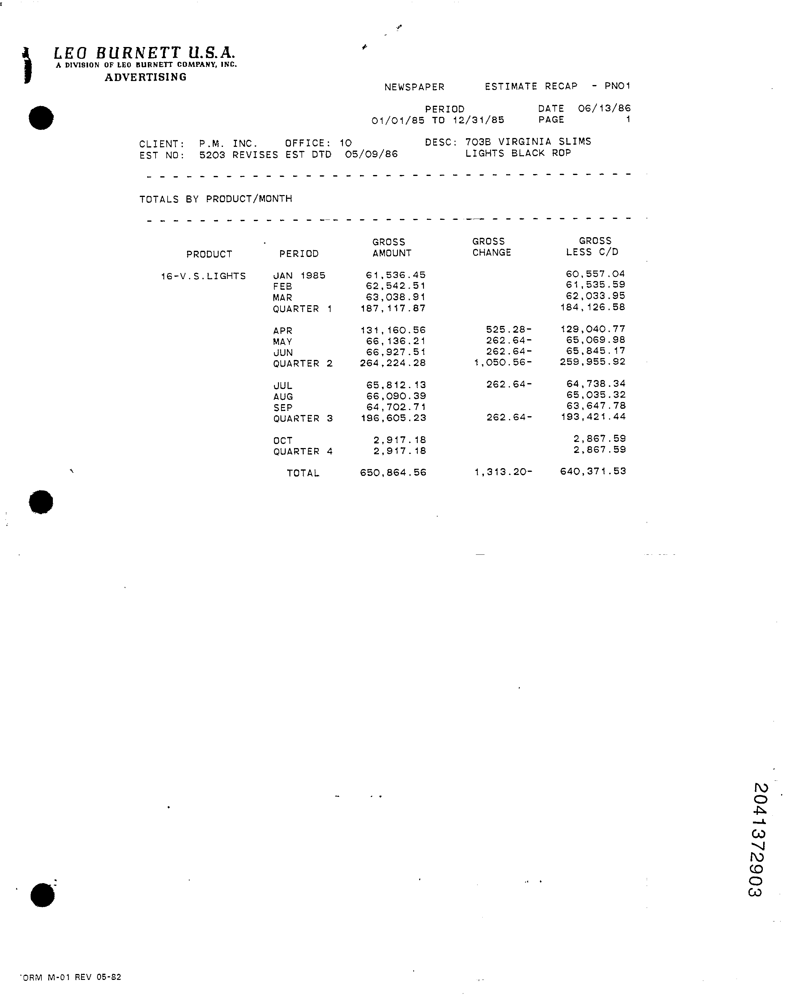 LEO BURNETT U.S.A.
A DIVISION OF LEO BURNETT COMPANY, INC.
ADVERTISING
NEWSPAPER ESTIMATE RECAP - PN01
PERIOD DATE 06/13/86
01/01/85 TO 12/31/85 PAGE 1
CLIENT: P.M. INC. OFFICE: 10 DESC: 703B VIRGINIA SLIMS
EST NO: 5203 REVISES EST DTD 05/09/86 LIGHTS BLACK ROP
TOTALS BY PRODUCT/MONTH
GROSS GROSS GROSS
PRODUCT PERIOD AMOUNT CHANGE LESS C/D
16-V.S.LIGHTS JAN 1985 61,536.45 60,557.04
FEB 62,542.51 61,535.59
MAR 63,038.91 62,033.95
QUARTER 1 187,117.87 184,126.58
APR 131,160.56 525.28- 129,040.77
MAY 66,136.21 262.64- 65,069.98
JUN 66,927.51 262.64- 65,845.17
QUARTER 2 264,224.28 1,050.56- 259,955.92
JUL 65,812.13 262.64- 64,738.34
AUG 66,090.39 65,035.32
SEP 64,702.71 63,647.78
QUARTER 3 196,605.23 262.64- 193,421.44
OCT 2,917.18 2,867.59
QUARTER 4 2,917.18 2,867.59
TOTAL 650,864.56 1,313.20- 640,371.53
2041372903
ORM M-01 REV 05-82